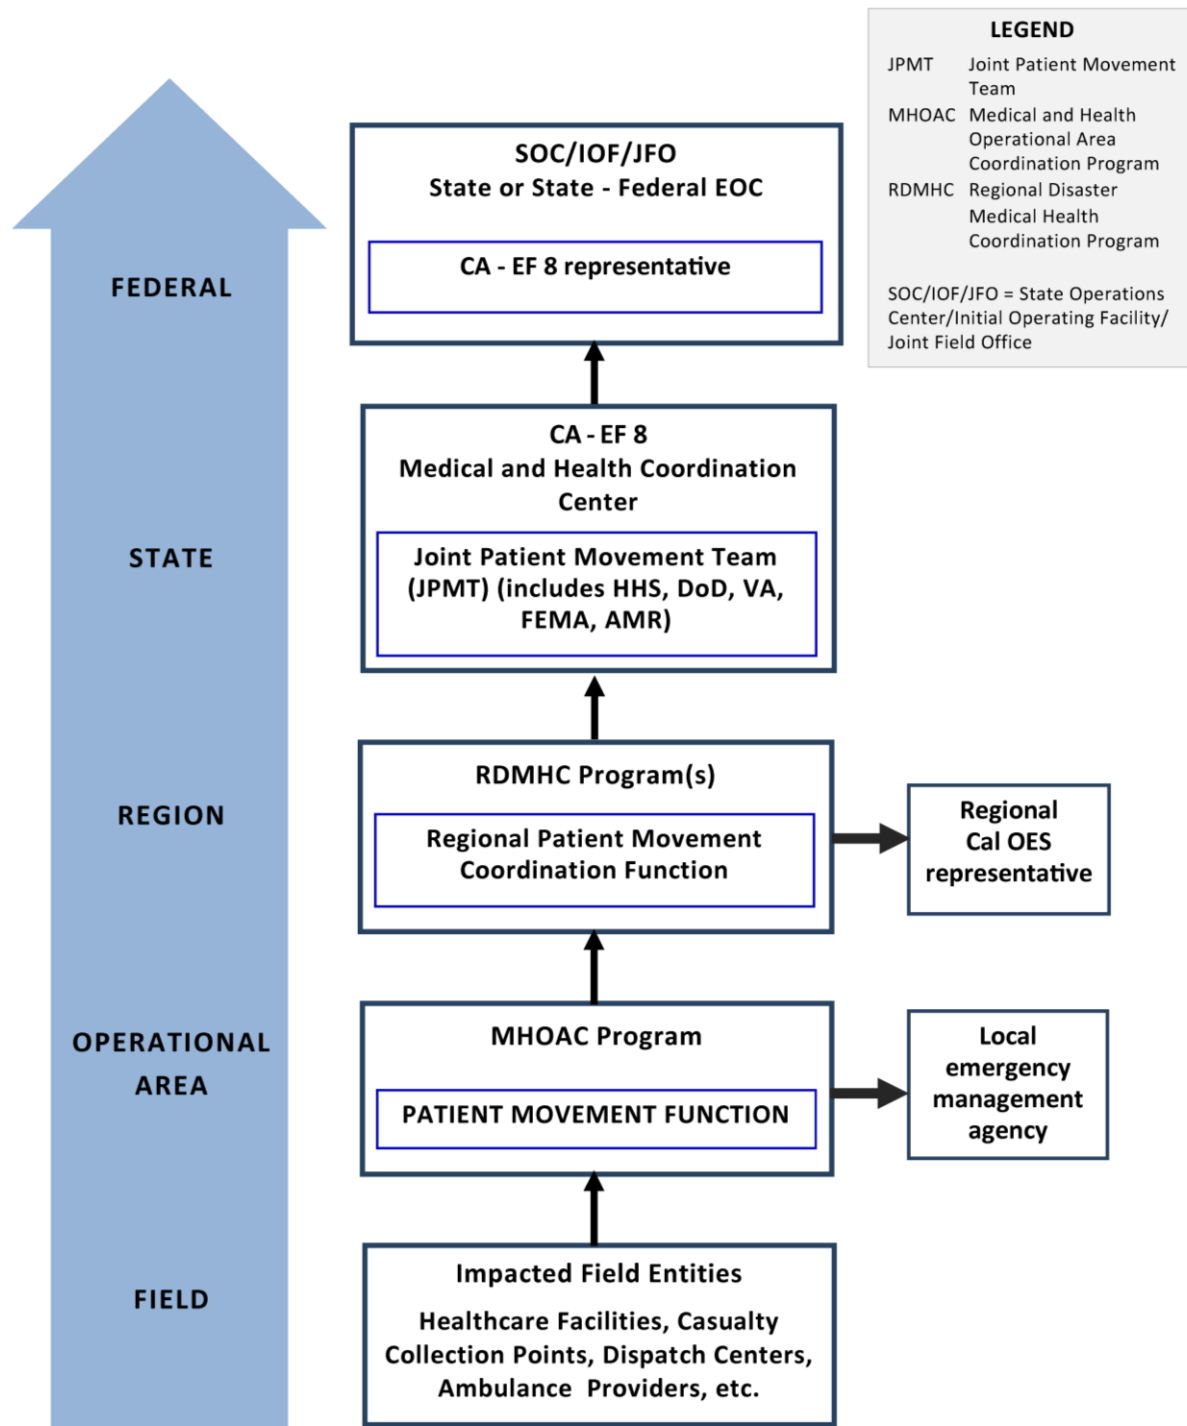 LEGEND
JPMT Joint Patient Movement
Team
MHOAC Medical and Health
Operational Area
Coordination Program
RDMHC Regional Disaster
Medical Health
Coordination Program
SOC/IOF/JFO = State Operations
Center/Initial Operating Facility/
Joint Field Office
FEDERAL
SOC/IOF/JFO
State or State - Federal EOC
CA - EF 8 representative
STATE
CA - EF 8
Medical and Health Coordination
Center
Joint Patient Movement Team
(JPMT) (includes HHS, DoD, VA,
FEMA, AMR)
REGION
RDMHC Program(s)
Regional Patient Movement
Coordination Function
Regional
Cal OES
representative
OPERATIONAL
AREA
MHOAC Program
PATIENT MOVEMENT FUNCTION
Local
emergency
management
agency
FIELD
Impacted Field Entities
Healthcare Facilities, Casualty
Collection Points, Dispatch Centers,
Ambulance Providers, etc.